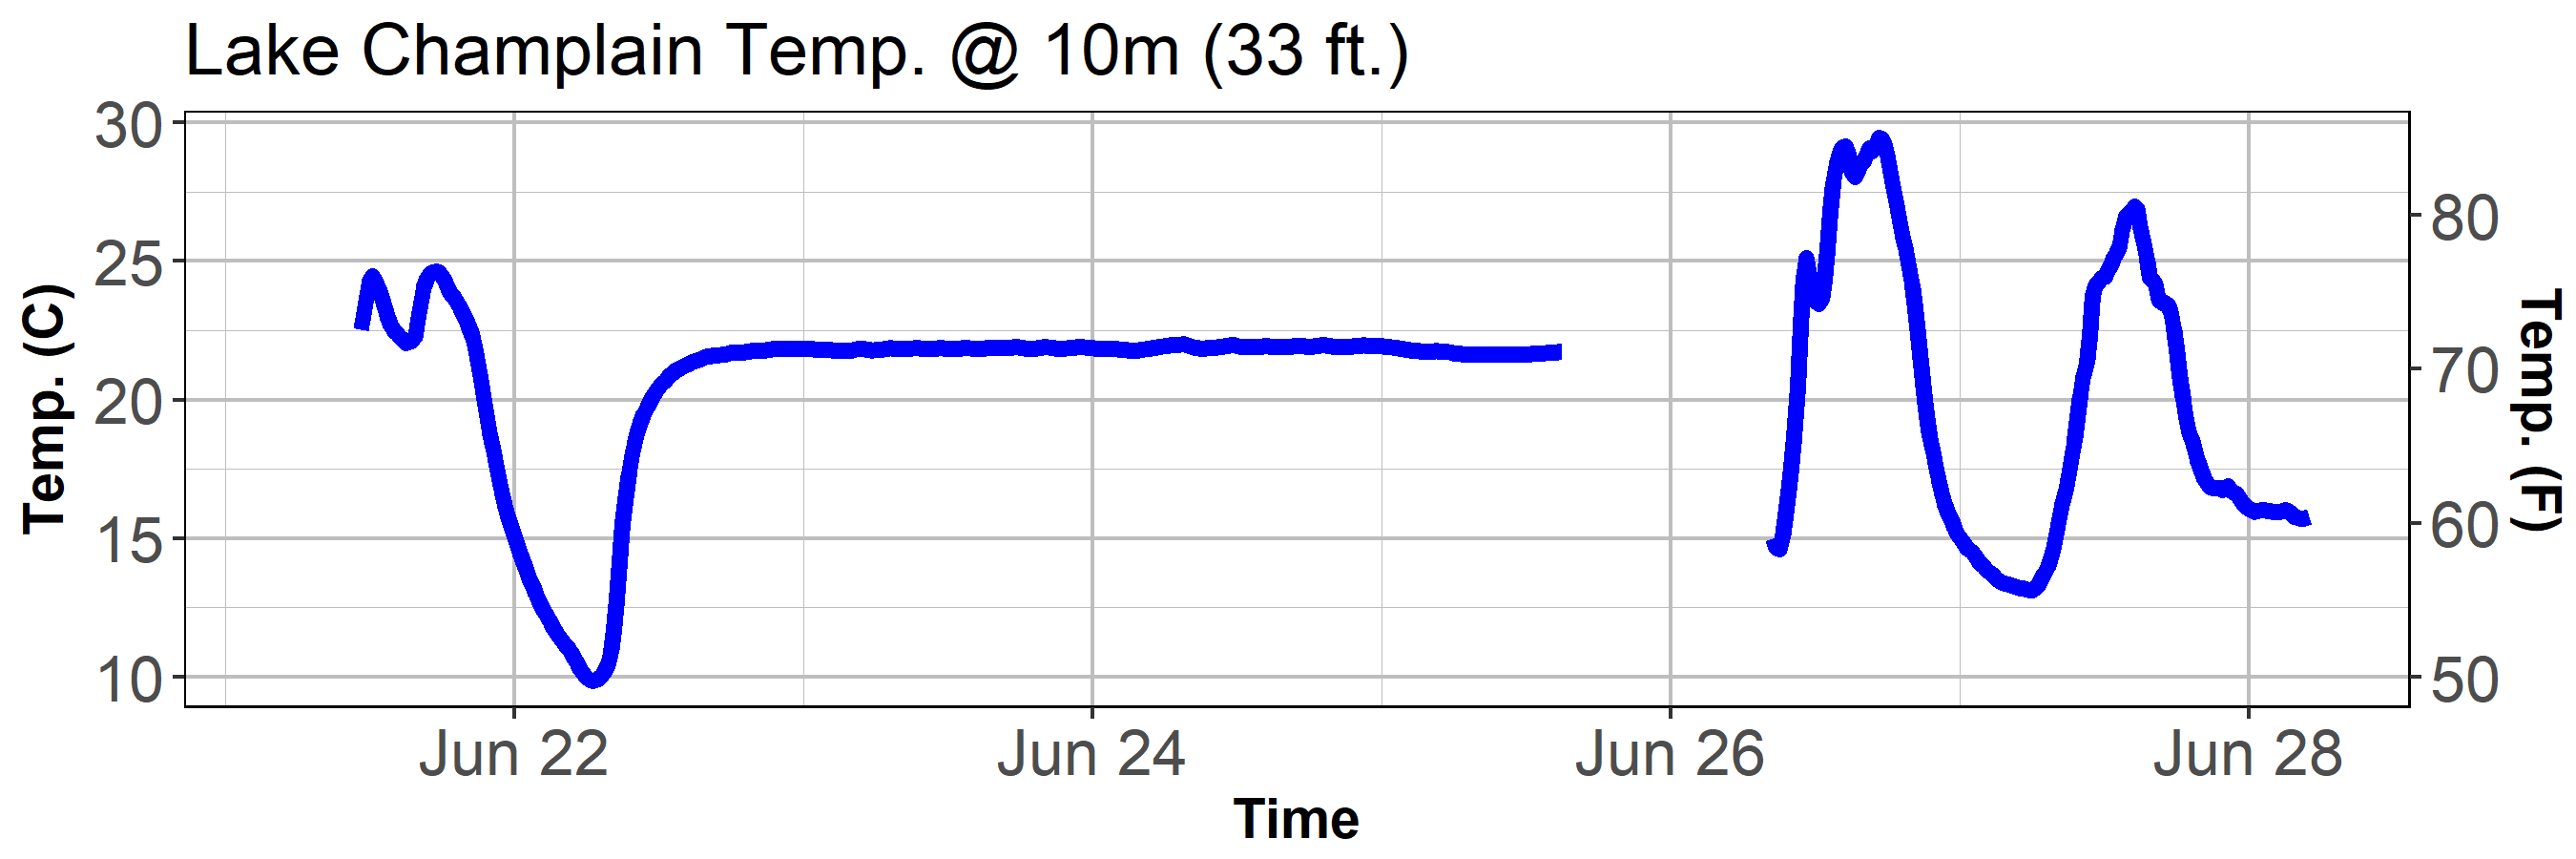 Lake Champlain Temp. @ 10m (33 ft.)
30
25
20
15
10
Temp. (C)
80
70
60
50
Temp. (F)
Jun 22 Jun 24 Jun 26 Jun 28
Time